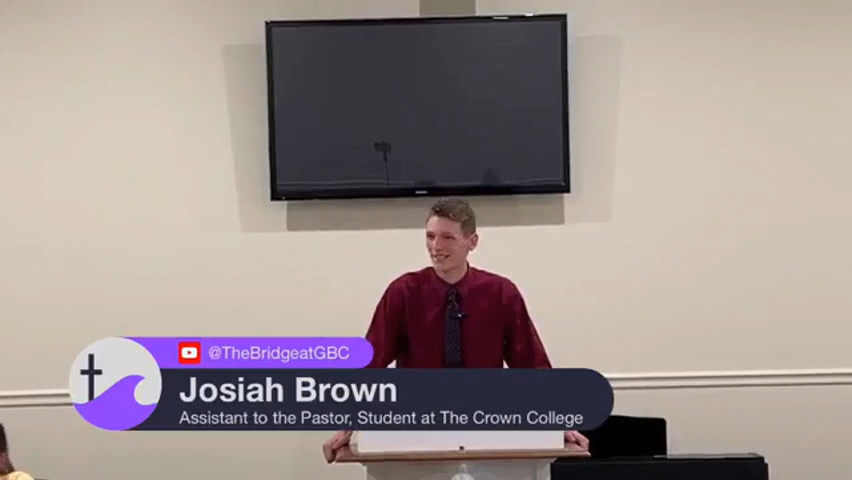 @TheBridgeatGBC
Josiah Brown
Assistant to the Pastor, Student at The Crown College